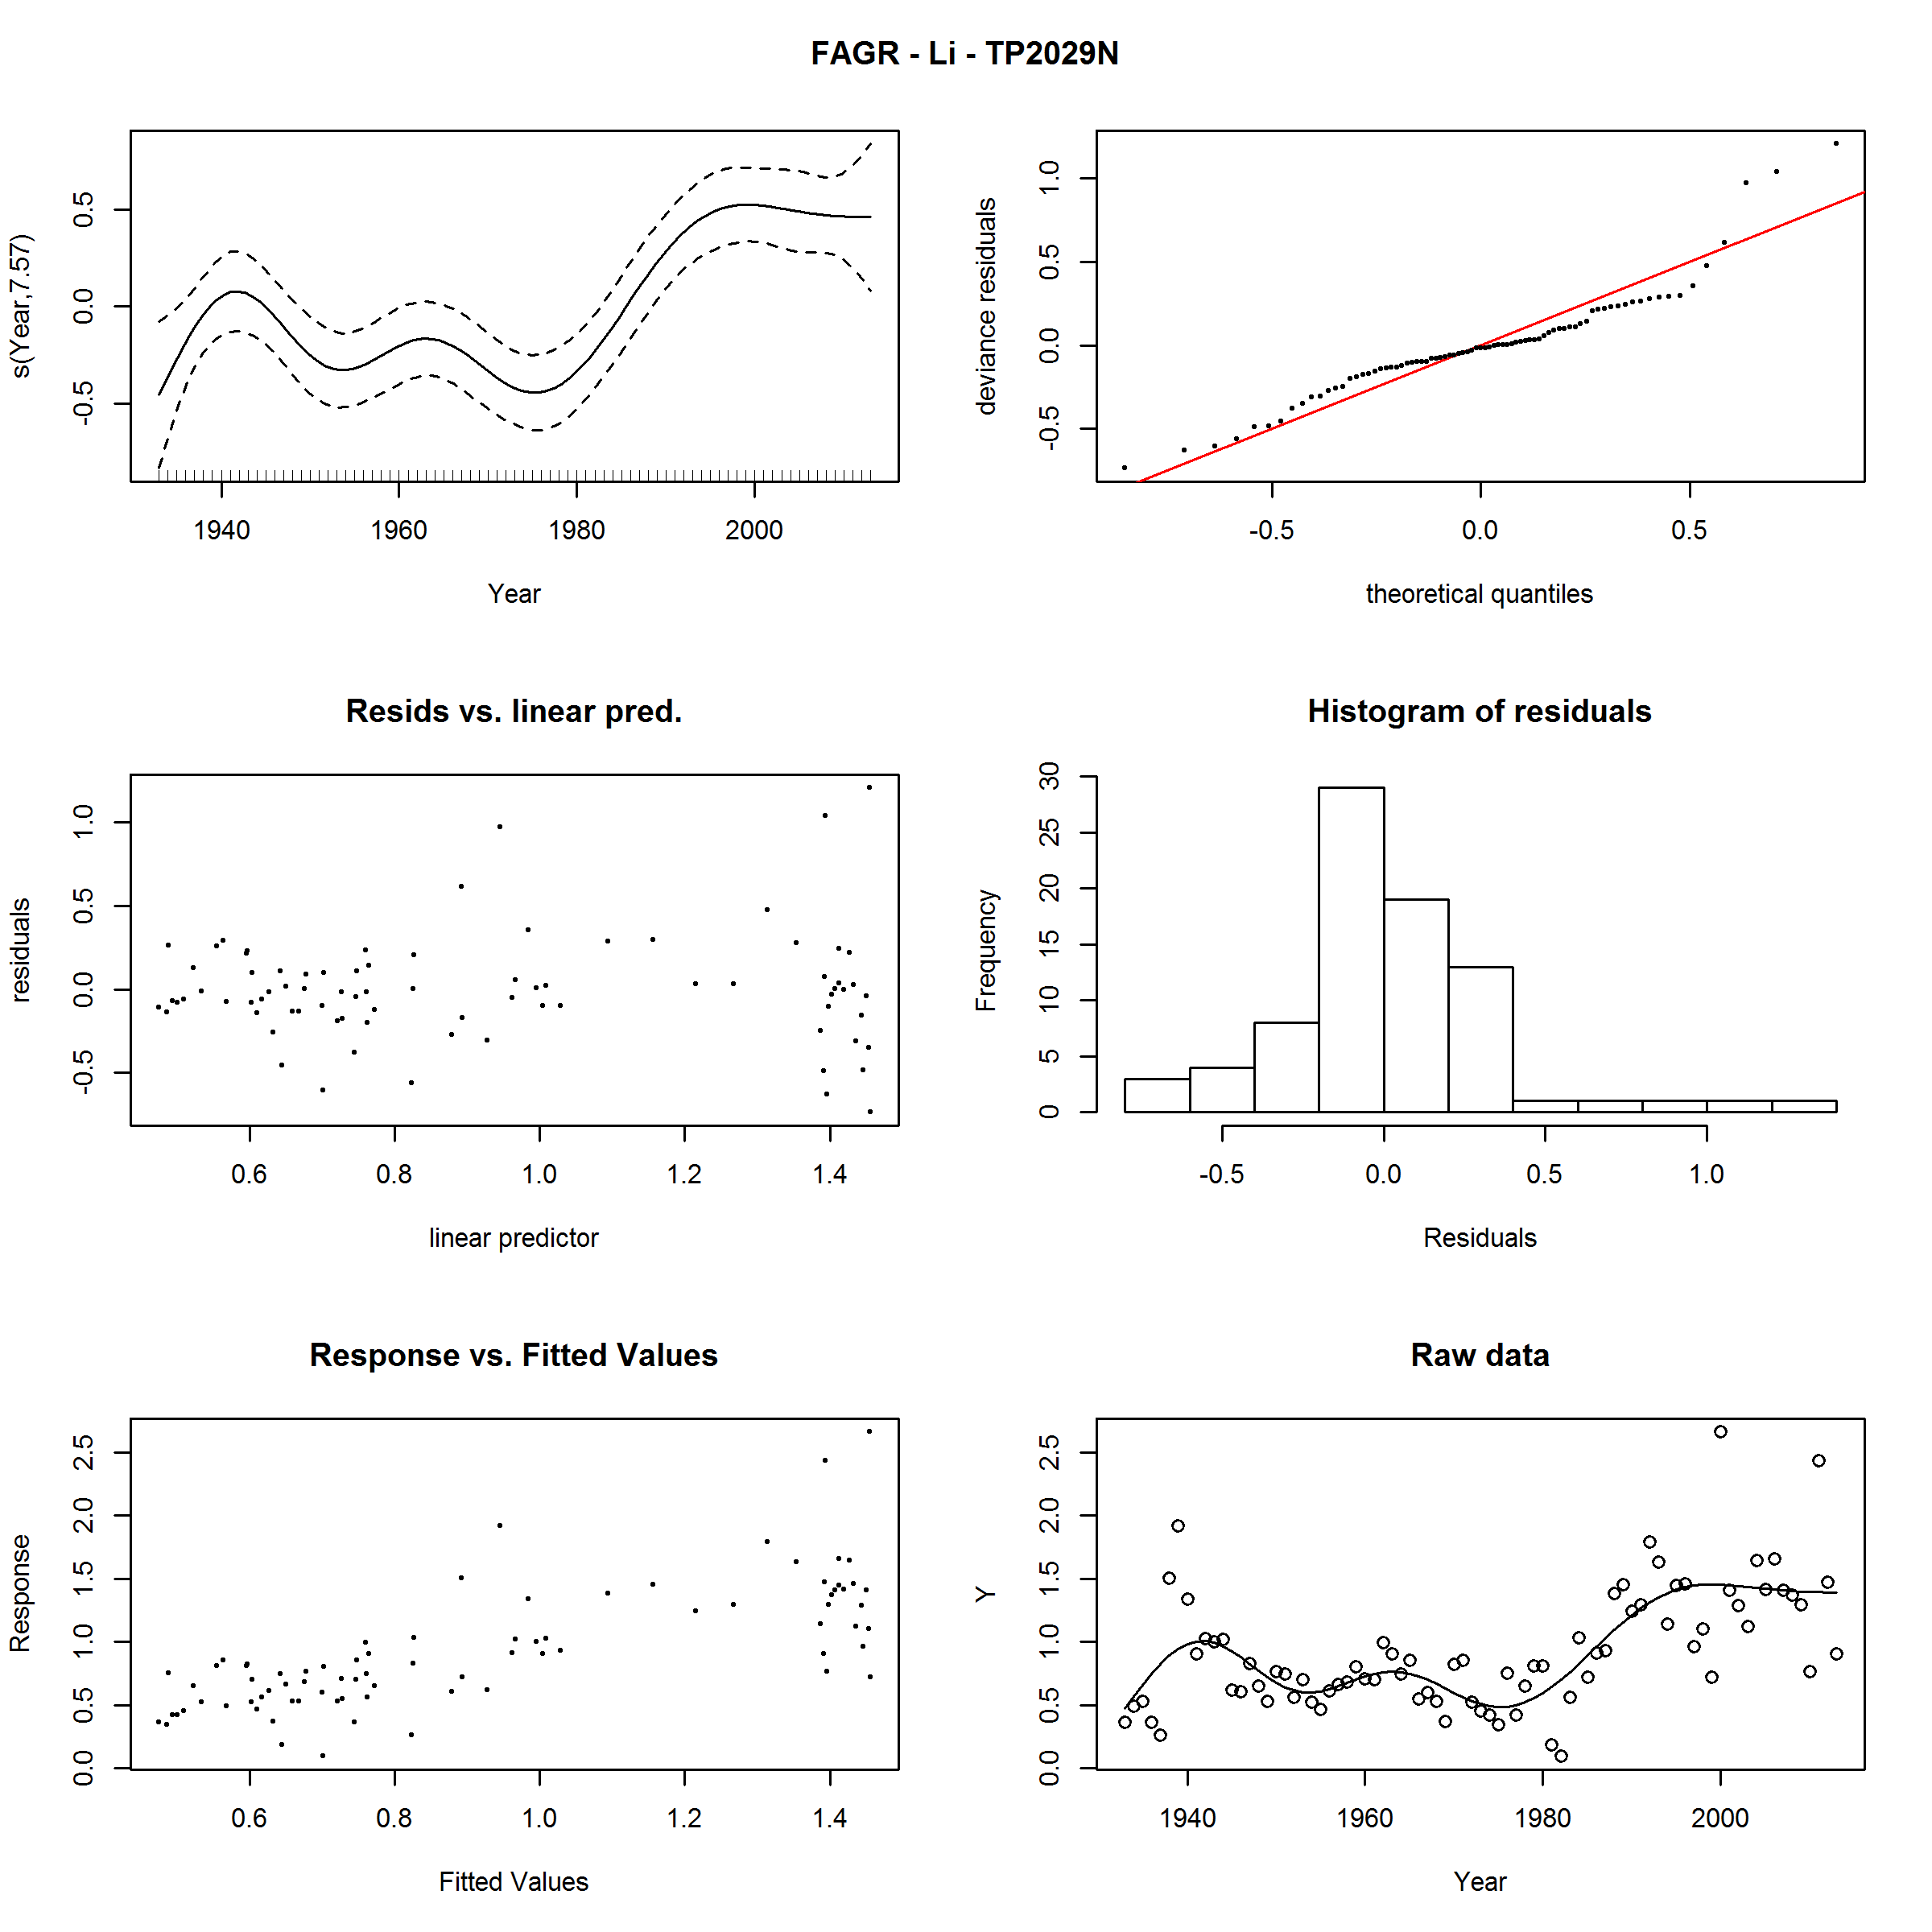 FAGR - Li - TP2029N
s(Year,7.57)
-0.5 0.0 0.5
1940 1960 1980 2000
Year
deviance residuals
-0.5 0.0 0.5 1.0
-0.5 0.0 0.5
theoretical quantiles
Resids vs. linear pred.
residuals
-0.5 0.0 0.5 1.0
0.6 0.8 1.0 1.2 1.4
linear predictor
Histogram of residuals
Frequency
0 5 10 15 20 25 30
-0.5 0.0 0.5 1.0
Residuals
Response vs. Fitted Values
Response
0.0 0.5 1.0 1.5 2.0 2.5
0.6 0.8 1.0 1.2 1.4
Fitted Values
Raw data
Y
0.0 0.5 1.0 1.5 2.0 2.5
1940 1960 1980 2000
Year